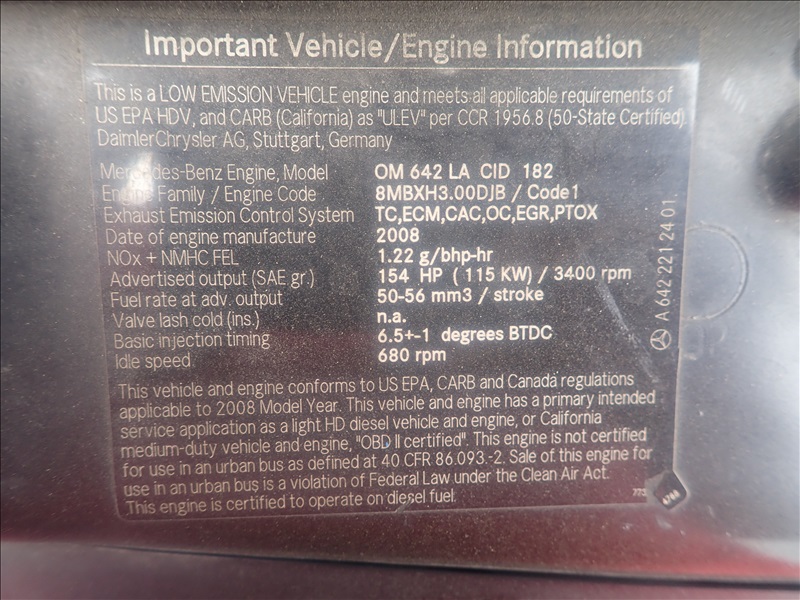 Important Vehicle/Engine Information
This is a LOW EMISSION VEHICLE engine and meets all applicable requirements of
US EPA HDV, and CARB (California) as "ULEV" per CCR 1956.8 (50-State Certified).
DaimlerChrysler AG, Stuttgart, Germany
Mercedes-Benz Engine, Model OM 642 LA CID 182
Engine Family / Engine Code 8MBXH3.00DJB / Code1
Exhaust Emission Control System TC,ECM,CAC,OC,EGR,PTOX
Date of engine manufacture 2008
NOx + NMHC FEL 1.22 g/bhp-hr
Advertised output (SAE gr.) 154 HP (115 KW) / 3400 rpm
Fuel rate at adv. output 50-56 mm3 / stroke
Valve lash cold (ins.) n.a.
Basic injection timing 6.5+-1 degrees BTDC
Idle speed 680 rpm
This vehicle and engine conforms to US EPA, CARB and Canada regulations
applicable to 2008 Model Year. This vehicle and engine has a primary intended
service application as a light HD diesel vehicle and engine, or California
medium-duty vehicle and engine, "OBD II certified". This engine is not certified
for use in an urban bus as defined at 40 CFR 86.093.-2. Sale of this engine for
use in an urban bus is a violation of Federal Law under the Clean Air Act.
This engine is certified to operate on diesel fuel.
A 642 221 24 01